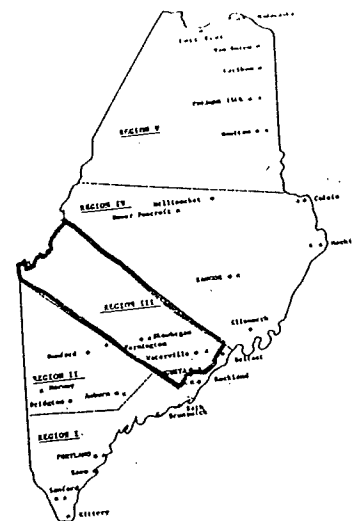 Fort Kent
Van Buren
Caribou
Presque Isle
REGION V
Houlton
REGION IV
Millinocket
Dover Foxcroft
Calais
BANGOR
REGION III
Ellsworth
Skowhegan
Farmington
Rumford
Waterville
Belfast
REGION II
Norway
Auburn
Rockland
Bridgton
Bath
Brunswick
REGION I
PORTLAND
Saco
Sanford
Kittery